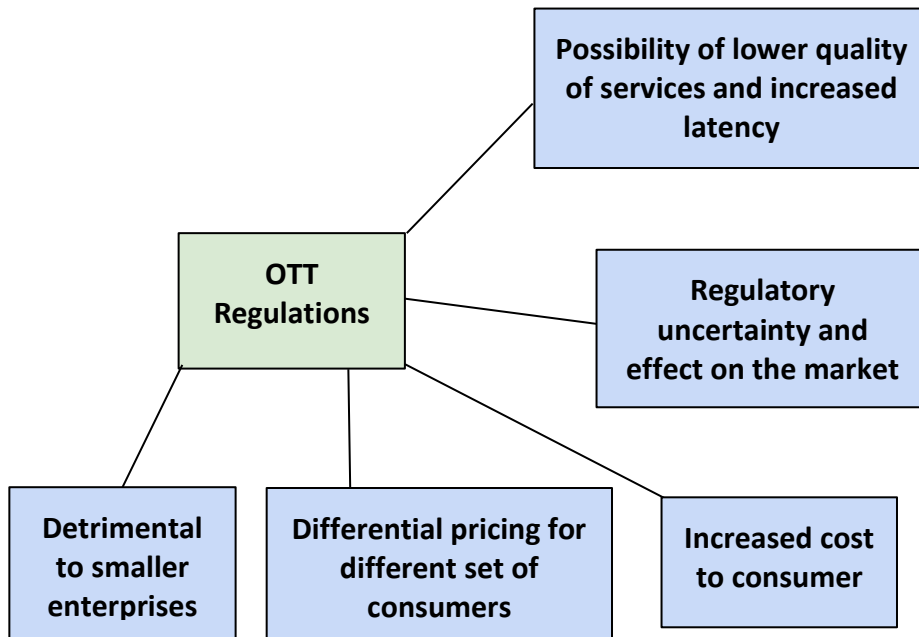 Possibility of lower quality
of services and increased
latency
OTT
Regulations
Regulatory
uncertainty and
effect on the market
Detrimental
to smaller
enterprises
Differential pricing for
different set of
consumers
Increased cost
to consumer